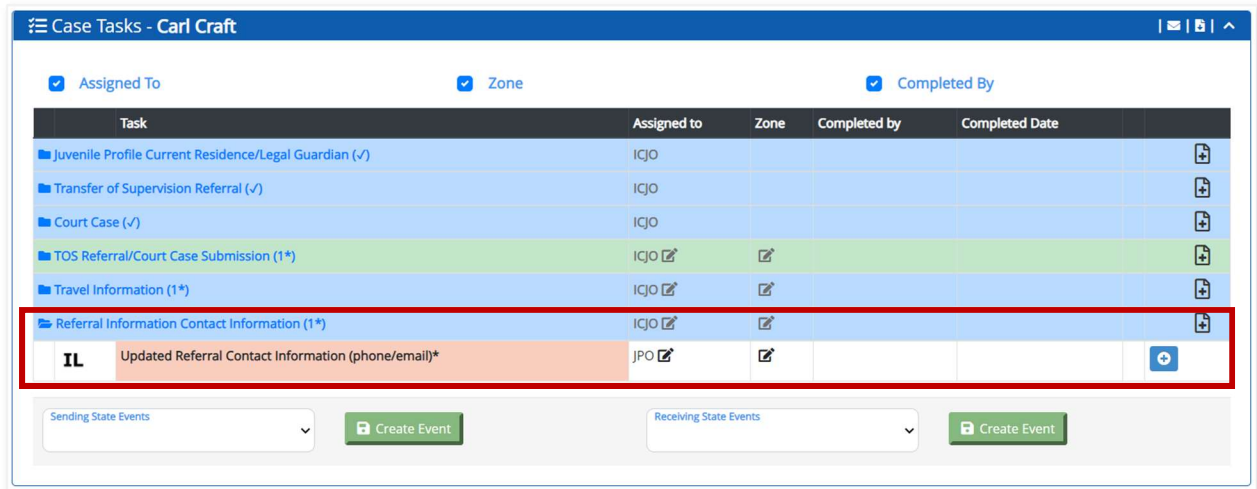 Case Tasks - Carl Craft
Assigned To Zone Completed By
Task Assigned to Zone Completed by Completed Date
Juvenile Profile Current Residence/Legal Guardian (✓) ICJO
Transfer of Supervision Referral (✓) ICJO
Court Case (✓) ICJO
TOS Referral/Court Case Submission (1*) ICJO
Travel Information (1*) ICJO
Referral Information Contact Information (1*) ICJO
IL Updated Referral Contact Information (phone/email)* JPO
Sending State Events Create Event Receiving State Events Create Event